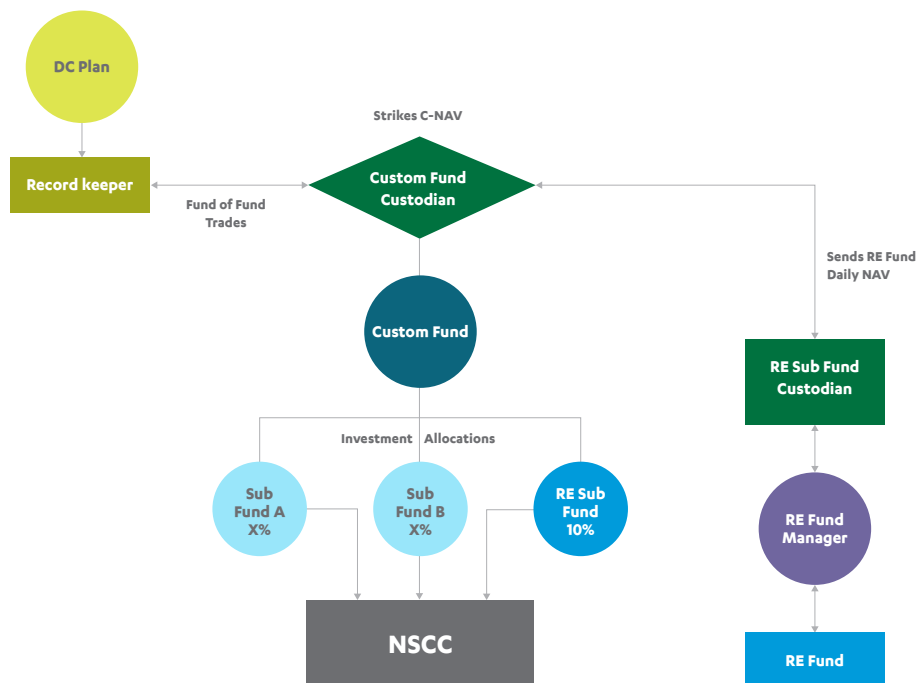 DC Plan
Strikes C-NAV
Record keeper
Custom Fund
Custodian
Fund of Fund
Trades
Sends RE Fund
Daily NAV
Custom Fund
RE Sub Fund
Custodian
Investment Allocations
Sub
Fund A
X%
Sub
Fund B
X%
RE Sub
Fund
10%
RE Fund
Manager
NSCC
RE Fund